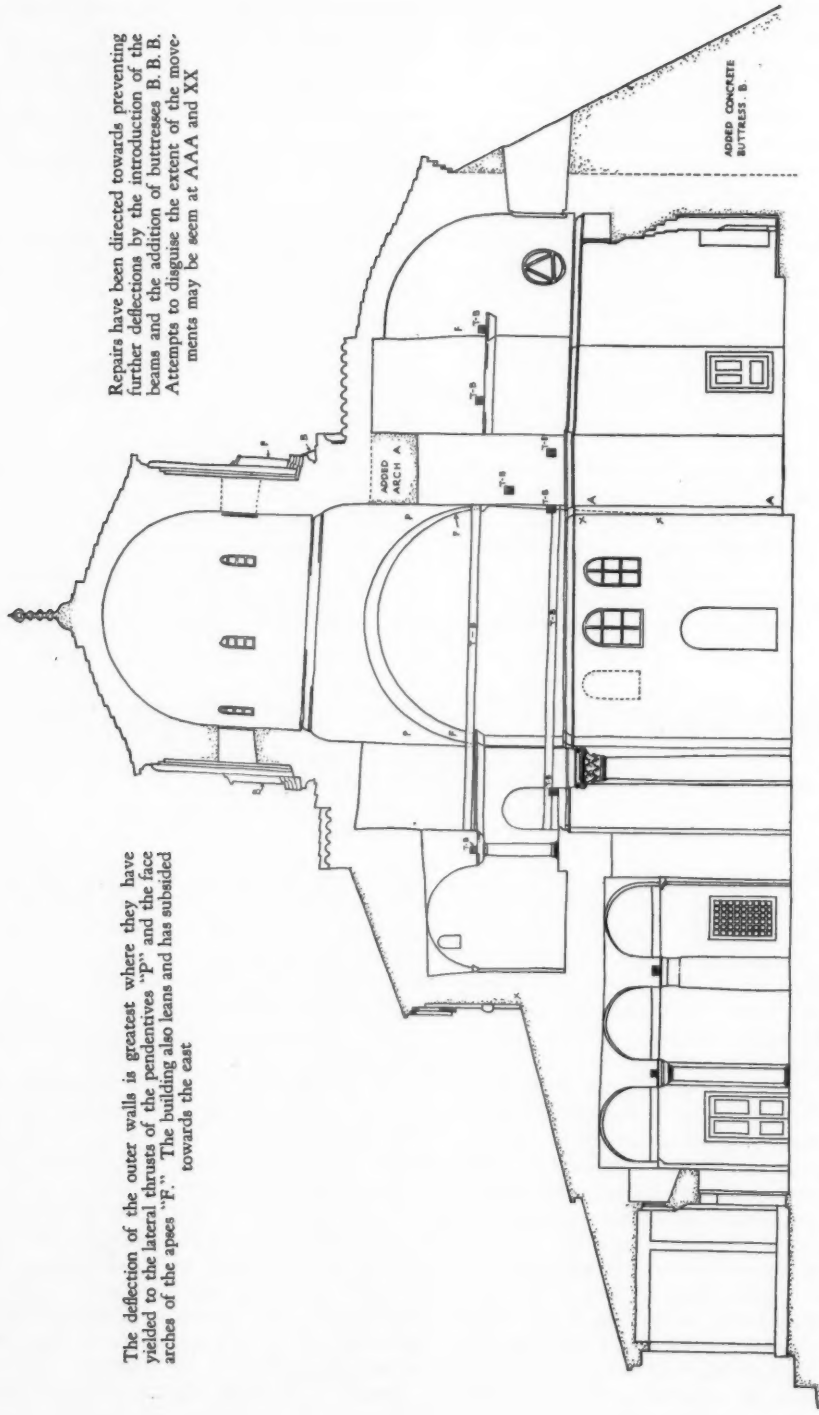 The deflection of the outer walls is greatest where they have
yielded to the lateral thrusts of the pendentives "P" and the face
arches of the apses "F." The building also leans and has subsided
towards the east
Repairs have been directed towards preventing
further deflections by the introduction of the
beams and the addition of buttresses B. B. B.
Attempts to disguise the extent of the move-
ments may be seem at AAA and XX
B
P
B
ADDED
ARCH A
P
P
F
F
F
T-B
T-B
T-B
T-B
T-B
T-B
T-B
T-B
T-B
A
A
X
X
X
ADDED CONCRETE
BUTTRESS. B.